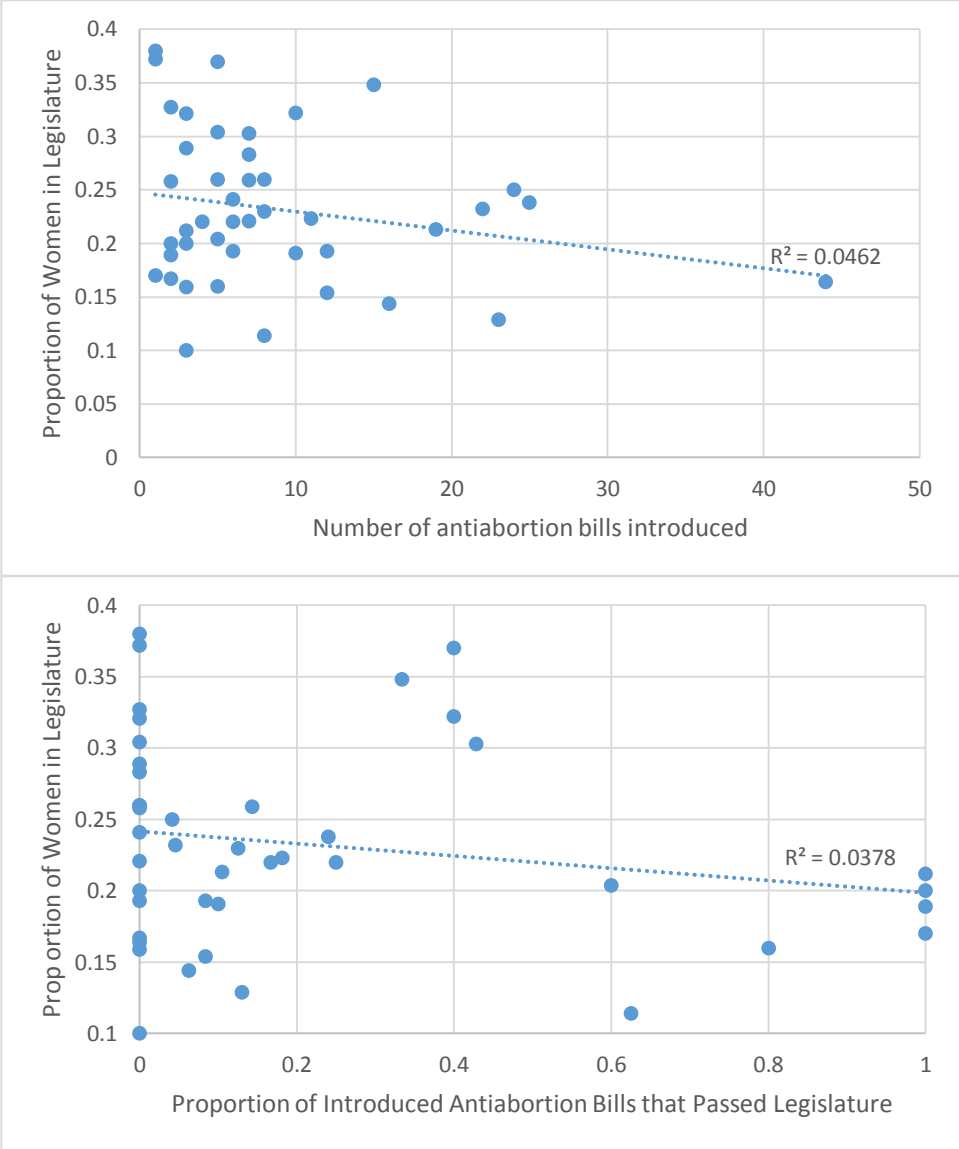 0.4
0.35
0.3
0.25
0.2
0.15
0.1
0.05
0
Proportion of Women in Legislature
R² = 0.0462
0 10 20 30 40 50
Number of antiabortion bills introduced
0.4
0.35
0.3
0.25
0.2
0.15
0.1
Prop ortion of Women in Legislature
R² = 0.0378
0 0.2 0.4 0.6 0.8 1
Proportion of Introduced Antiabortion Bills that Passed Legislature